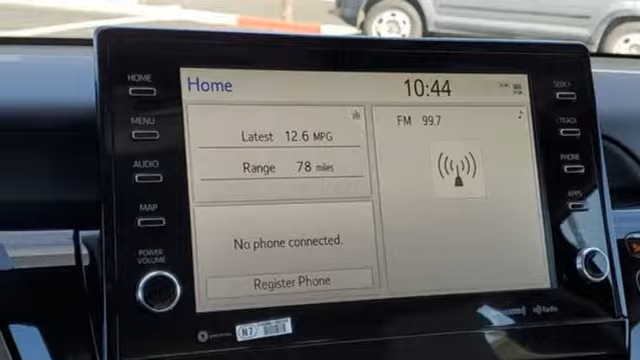 HOME
MENU
AUDIO
MAP
POWER
VOLUME
Home
10:44
Latest 12.6 MPG
Range 78 miles
No phone connected.
Register Phone
FM 99.7
SEEK>
PHONE
APPS
N7